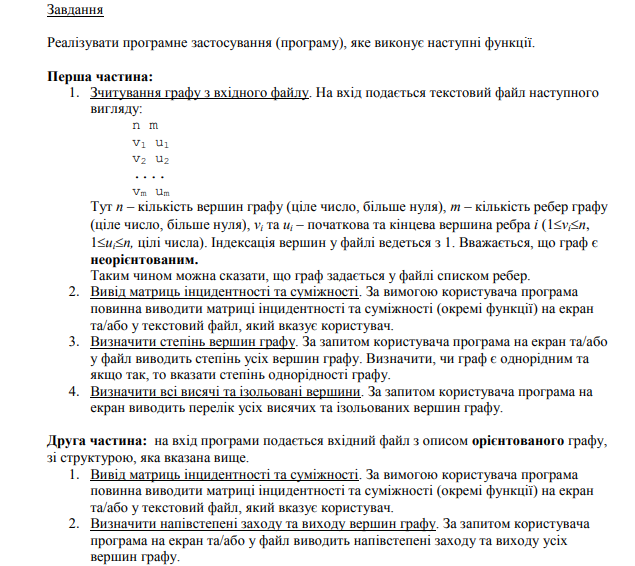 Завдання
Реалізувати програмне застосування (програму), яке виконує наступні функції.
Перша частина:
1. Зчитування графу з вхідного файлу. На вхід подається текстовий файл наступного
вигляду:
n m
v₁ u₁
v₂ u₂
....
vₘ uₘ
Тут n – кількість вершин графу (ціле число, більше нуля), m – кількість ребер графу
(ціле число, більше нуля), vᵢ та uᵢ – початкова та кінцева вершина ребра i (1≤vᵢ≤n,
1≤uᵢ≤n, цілі числа). Індексація вершин у файлі ведеться з 1. Вважається, що граф є
неорієнтованим.
Таким чином можна сказати, що граф задається у файлі списком ребер.
2. Вивід матриць інцидентності та суміжності. За вимогою користувача програма
повинна виводити матриці інцидентності та суміжності (окремі функції) на екран
та/або у текстовий файл, який вказує користувач.
3. Визначити степінь вершин графу. За запитом користувача програма на екран та/або
у файл виводить степінь усіх вершин графу. Визначити, чи граф є однорідним та
якщо так, то вказати степінь однорідності графу.
4. Визначити всі висячі та ізольовані вершини. За запитом користувача програма на
екран виводить перелік усіх висячих та ізольованих вершин графу.
Друга частина: на вхід програми подається вхідний файл з описом орієнтованого графу,
зі структурою, яка вказана вище.
1. Вивід матриць інцидентності та суміжності. За вимогою користувача програма
повинна виводити матриці інцидентності та суміжності (окремі функції) на екран
та/або у текстовий файл, який вказує користувач.
2. Визначити напівстепені заходу та виходу вершин графу. За запитом користувача
програма на екран та/або у файл виводить напівстепені заходу та виходу усіх
вершин графу.